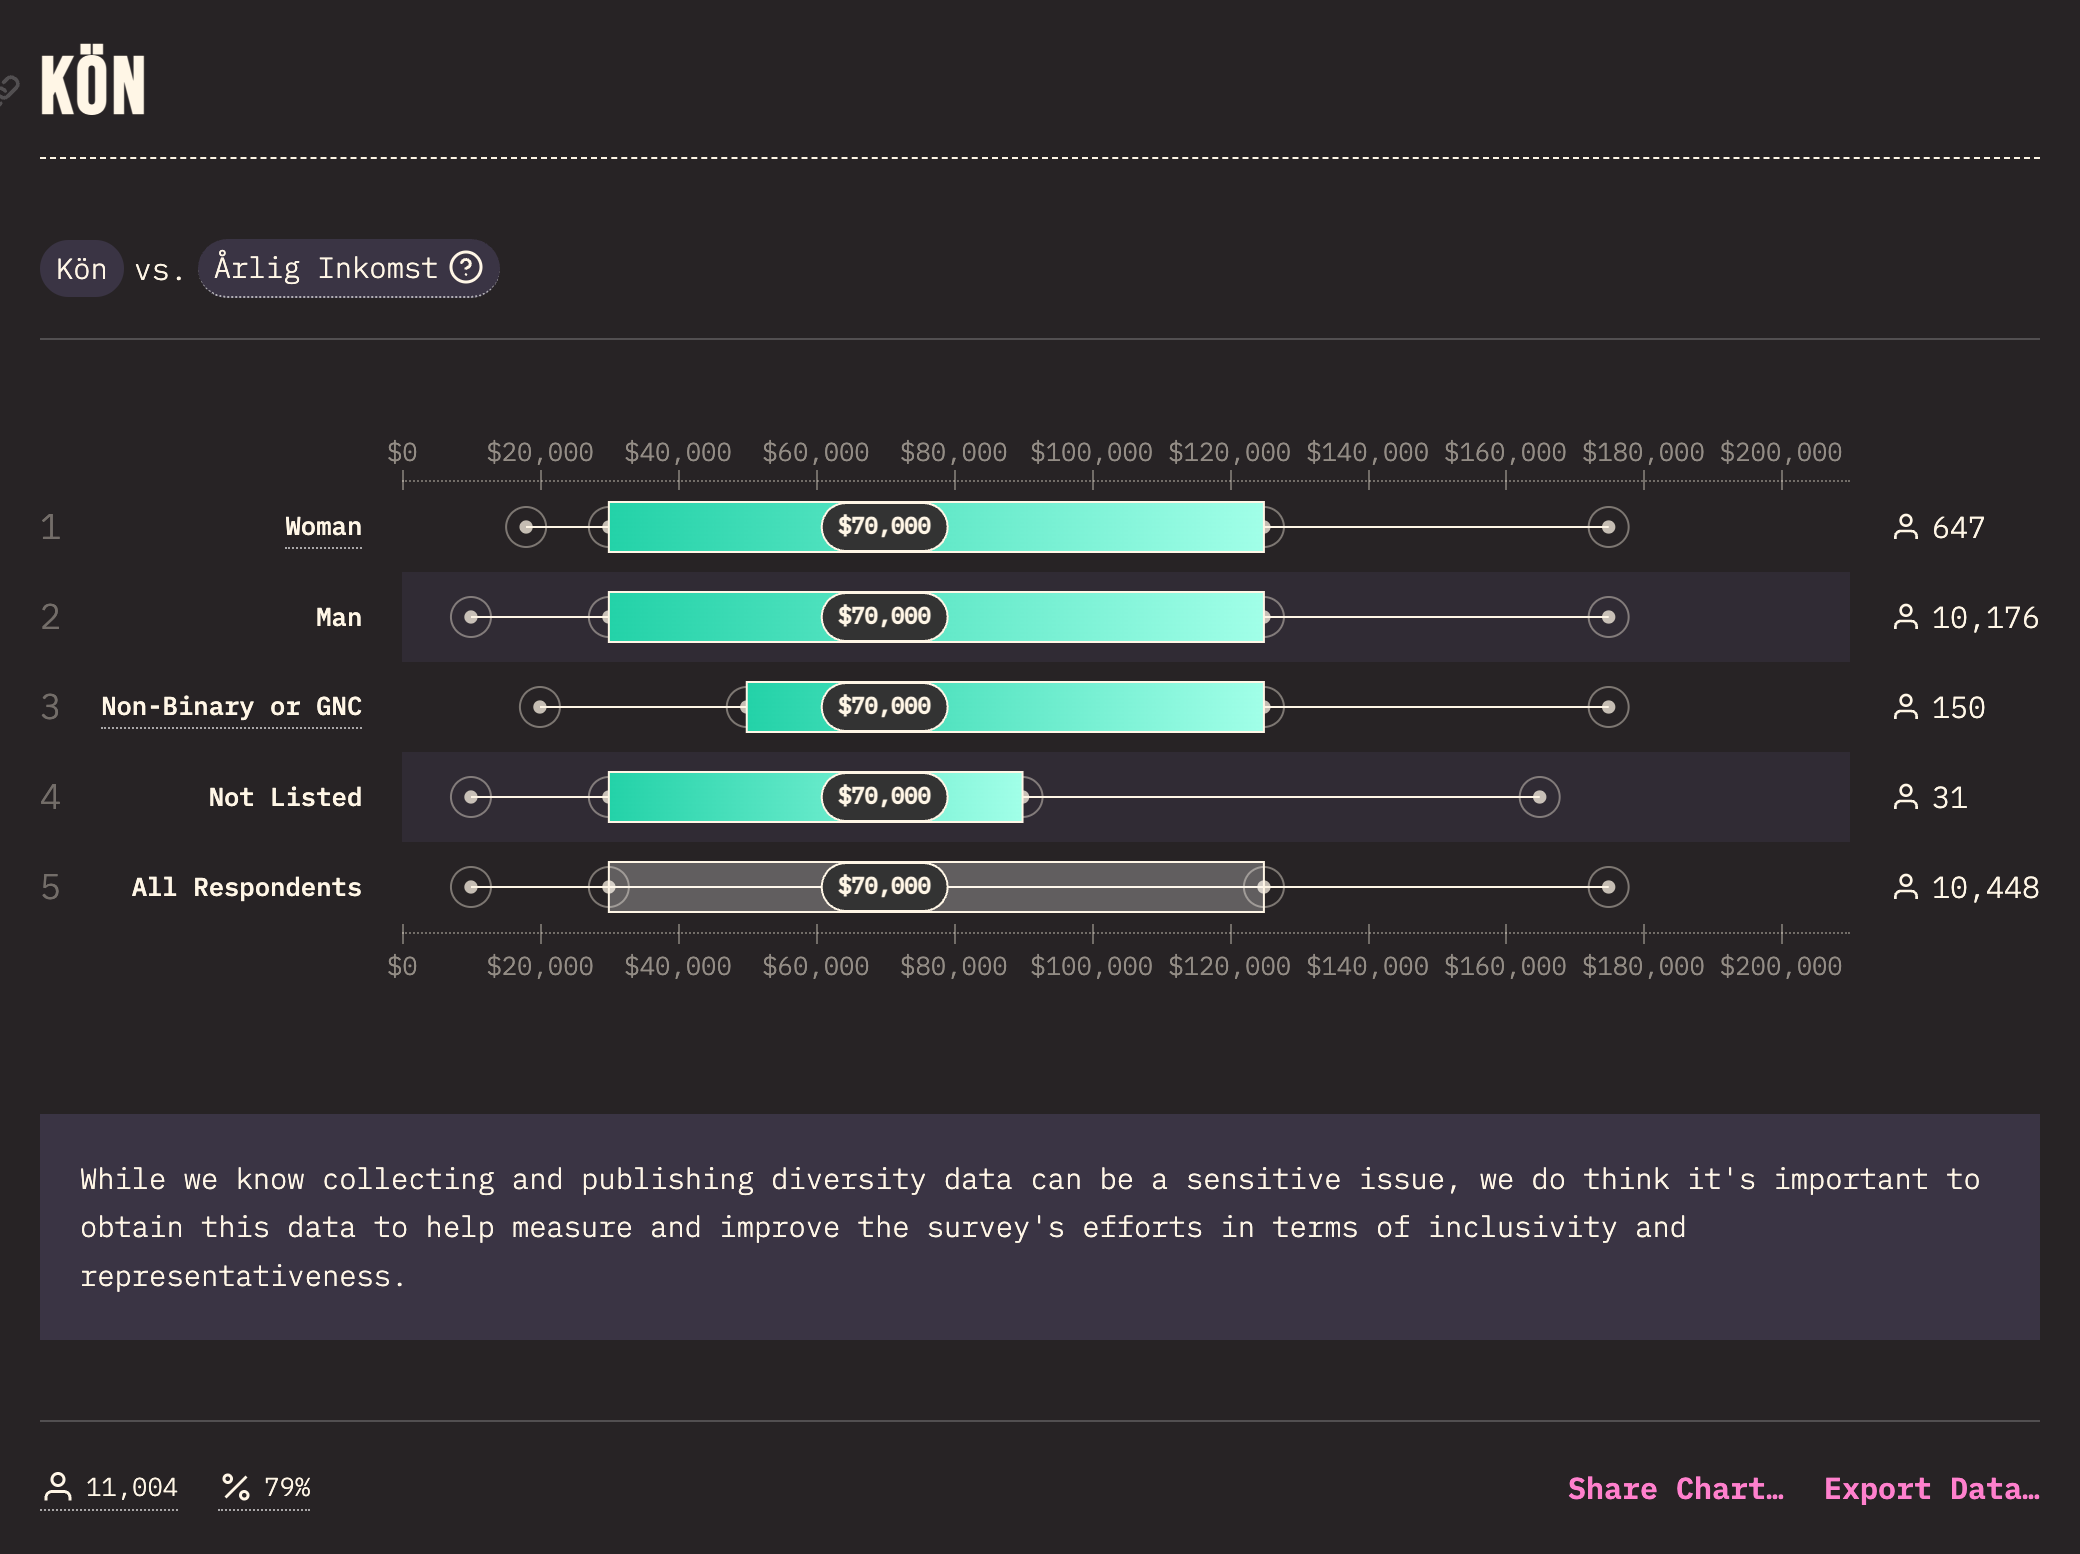 KÖN
Kön vs. Årlig Inkomst
$0 $20,000 $40,000 $60,000 $80,000 $100,000 $120,000 $140,000 $160,000 $180,000 $200,000
1 Woman $70,000 647
2 Man $70,000 10,176
3 Non-Binary or GNC $70,000 150
4 Not Listed $70,000 31
5 All Respondents $70,000 10,448
$0 $20,000 $40,000 $60,000 $80,000 $100,000 $120,000 $140,000 $160,000 $180,000 $200,000
While we know collecting and publishing diversity data can be a sensitive issue, we do think it's important to
obtain this data to help measure and improve the survey's efforts in terms of inclusivity and
representativeness.
11,004 79% Share Chart… Export Data…